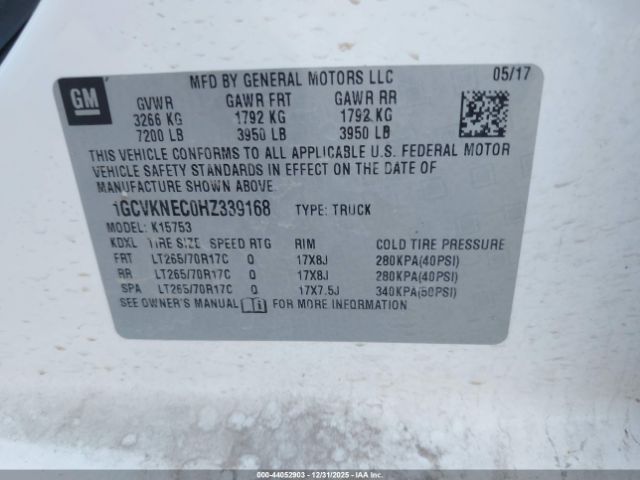 GM
MFD BY GENERAL MOTORS LLC 05/17
GVWR GAWR FRT GAWR RR
3266 KG 1792 KG 1792 KG
7200 LB 3950 LB 3950 LB
THIS VEHICLE CONFORMS TO ALL APPLICABLE U.S. FEDERAL MOTOR
VEHICLE SAFETY STANDARDS IN EFFECT ON THE DATE OF
MANUFACTURE SHOWN ABOVE.
1GCVKNEC0HZ339168 TYPE: TRUCK
MODEL: K15753
KDXL TIRE SIZE SPEED RTG RIM COLD TIRE PRESSURE
FRT LT265/70R17C Q 17X8J 280KPA(40PSI)
RR LT265/70R17C Q 17X8J 280KPA(40PSI)
SPA LT265/70R17C Q 17X7.5J 340KPA(50PSI)
SEE OWNER'S MANUAL FOR MORE INFORMATION
000-44052903 - 12/31/2025 - IAAI.COM